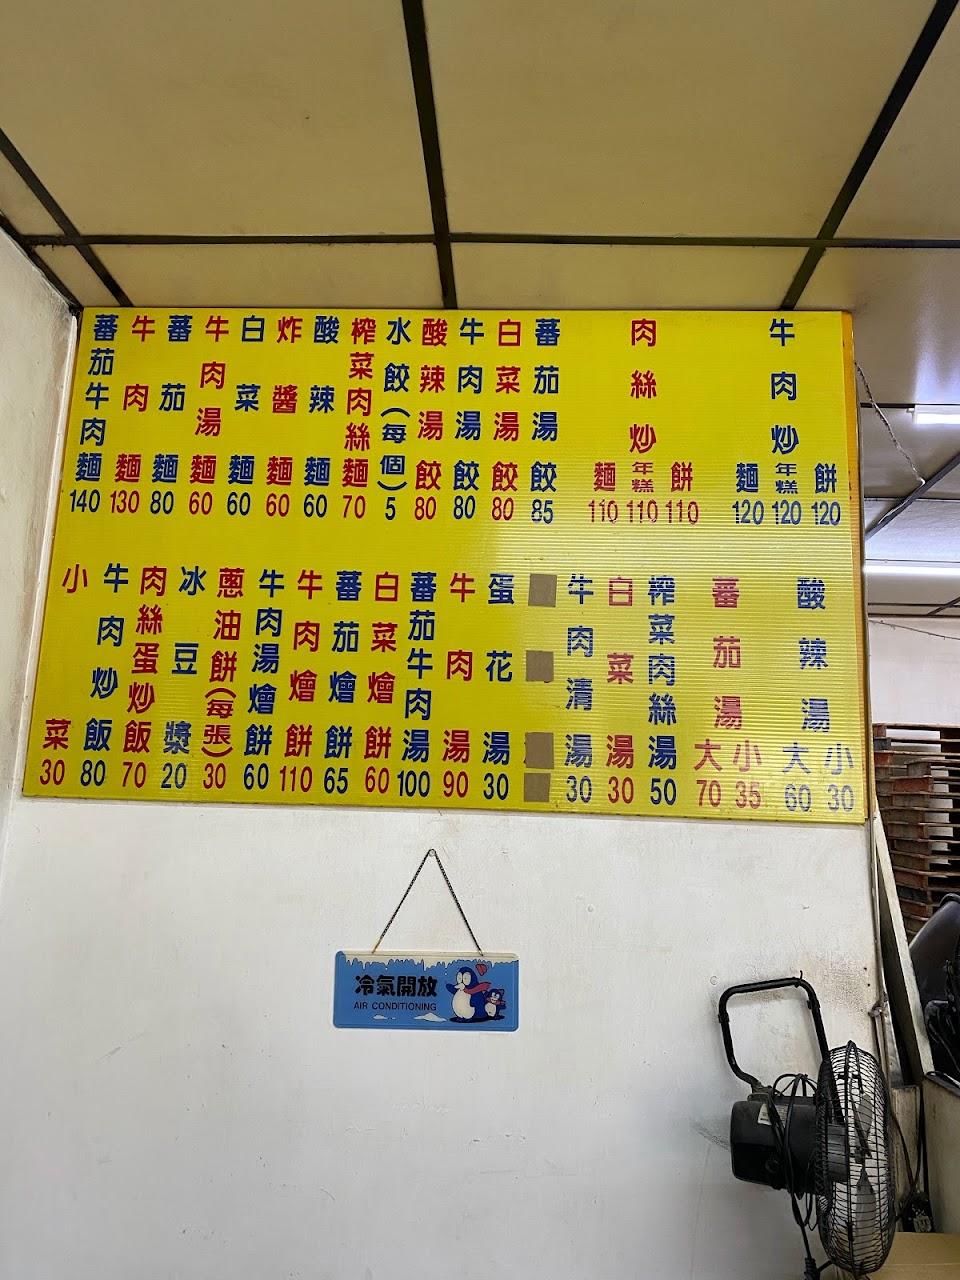 蕃茄牛肉麵 140
牛肉麵 130
蕃茄麵 80
牛肉湯麵 60
白菜麵 60
炸醬麵 60
酸辣麵 60
榨菜肉絲麵 70
水餃(每個) 5
酸辣湯餃 80
牛肉湯餃 80
白菜湯餃 80
蕃茄湯餃 85
肉絲炒
麵 年糕 餅
110 110 110
牛肉炒
麵 年糕 餅
120 120 120
小菜 30
牛肉炒飯 80
肉絲蛋炒飯 70
冰豆漿 20
蔥油餅(每張) 30
牛肉湯燴餅 60
牛肉燴餅 110
蕃茄燴餅 65
白菜燴餅 60
蕃茄牛肉湯 100
牛肉湯 90
蛋花湯 30
牛肉清湯 30
白菜湯 30
榨菜肉絲湯 50
蕃茄湯
大 小
70 35
酸辣湯
大 小
60 30
冷氣開放
AIR CONDITIONING